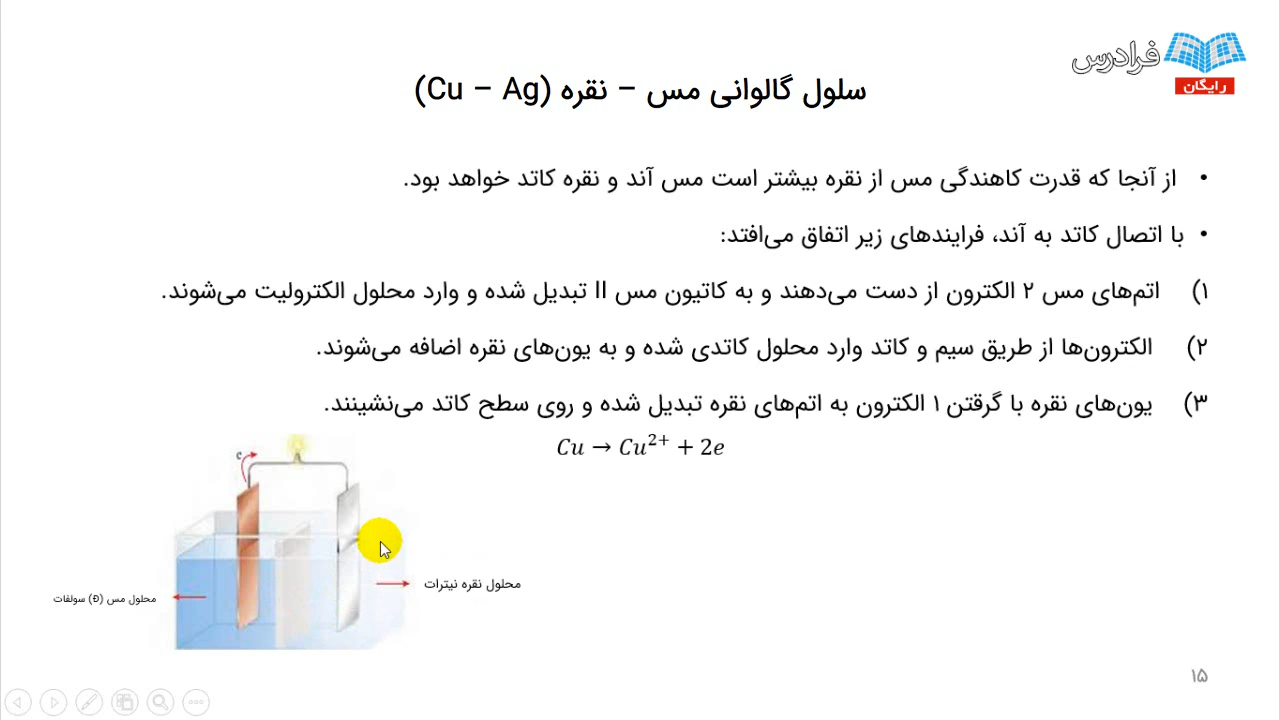 فرادرس
رایگان
سلول گالوانی مس – نقره (Cu – Ag)
• از آنجا که قدرت کاهندگی مس از نقره بیشتر است مس آند و نقره کاتد خواهد بود.
• با اتصال کاتد به آند، فرایندهای زیر اتفاق می‌افتد:
۱) اتم‌های مس ۲ الکترون از دست می‌دهند و به کاتیون مس II تبدیل شده و وارد محلول الکترولیت می‌شوند.
۲) الکترون‌ها از طریق سیم و کاتد وارد محلول کاتدی شده و به یون‌های نقره اضافه می‌شوند.
۳) یون‌های نقره با گرقتن ۱ الکترون به اتم‌های نقره تبدیل شده و روی سطح کاتد می‌نشینند.
Cu → Cu²⁺ + 2e
e
محلول نقره نیترات
محلول مس (Đ) سولفات
۱۵